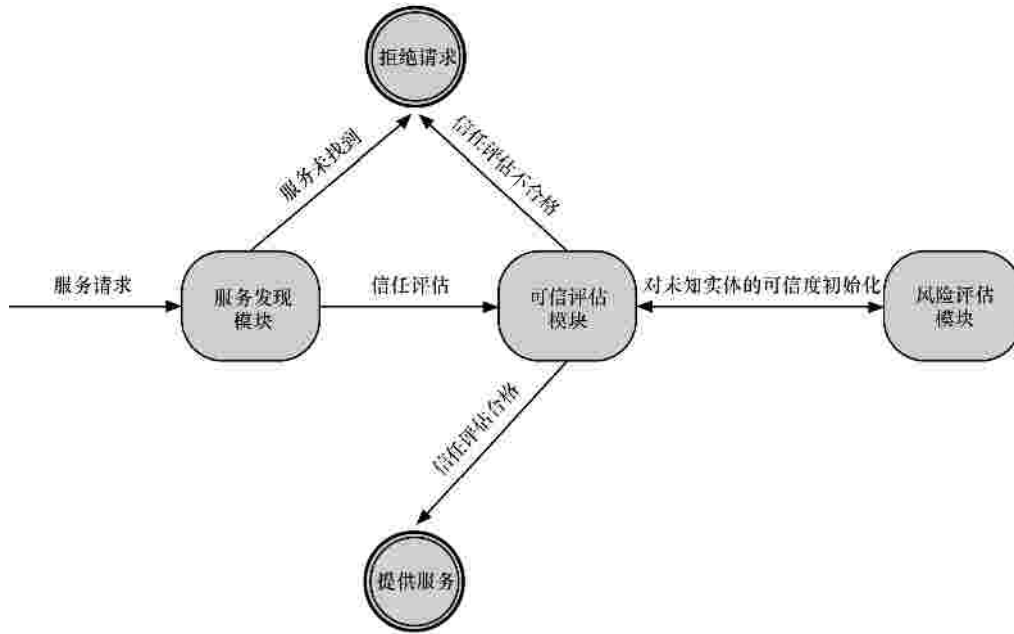 拒绝请求
服务未找到
信任评估不合格
服务请求
服务发现
模块
信任评估
可信评估
模块
对未知实体的可信度初始化
风险评估
模块
信任评估合格
提供服务